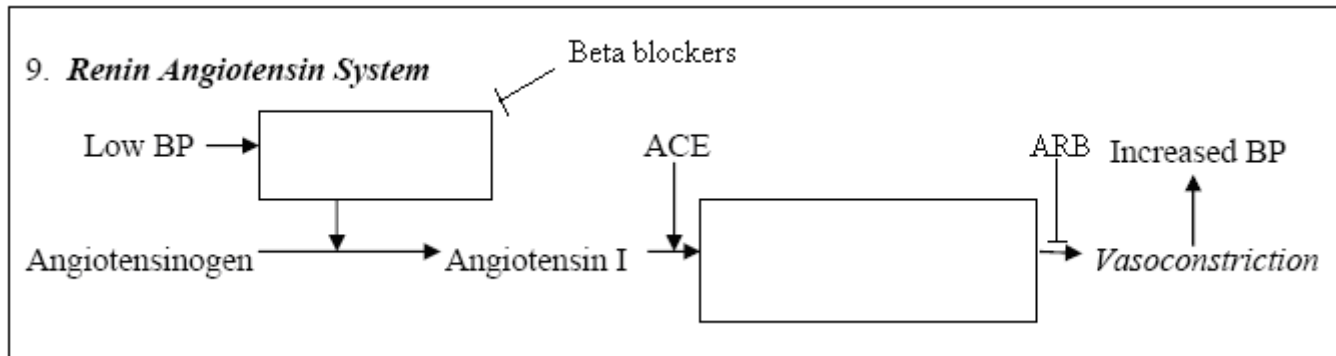 9. Renin Angiotensin System
Beta blockers
Low BP
ACE
ARB
Increased BP
Angiotensinogen
Angiotensin I
Vasoconstriction